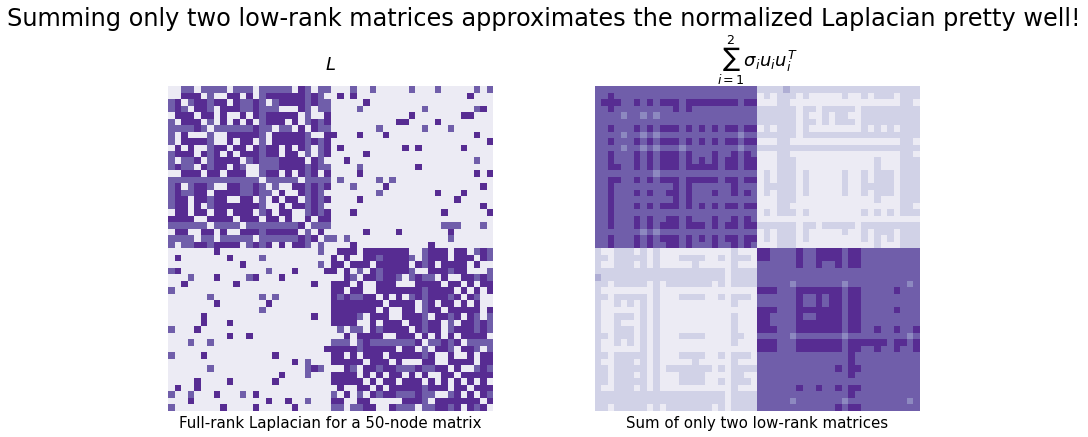 Summing only two low-rank matrices approximates the normalized Laplacian pretty well!
L
2
∑ σᵢuᵢuᵢᵀ
i=1
Full-rank Laplacian for a 50-node matrix
Sum of only two low-rank matrices